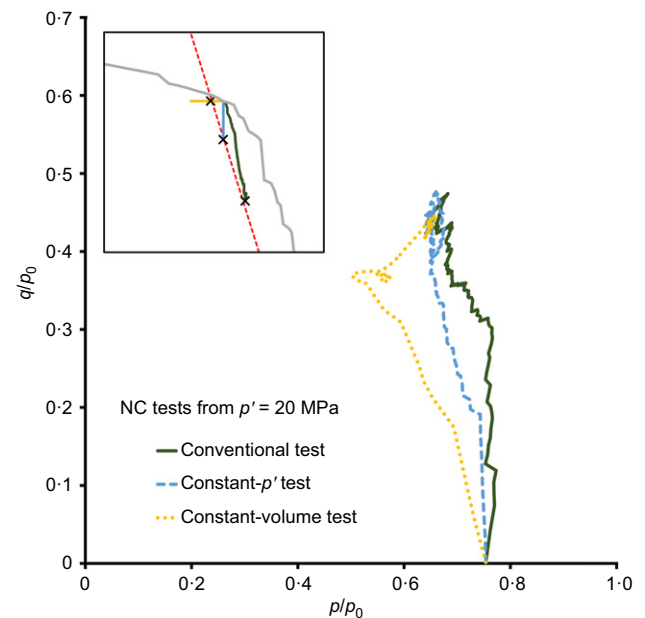 0·7
0·6
0·5
0·4
0·3
0·2
0·1
0
q/p0
NC tests from p′ = 20 MPa
Conventional test
Constant-p′ test
Constant-volume test
0 0·2 0·4 0·6 0·8 1·0
p/p0